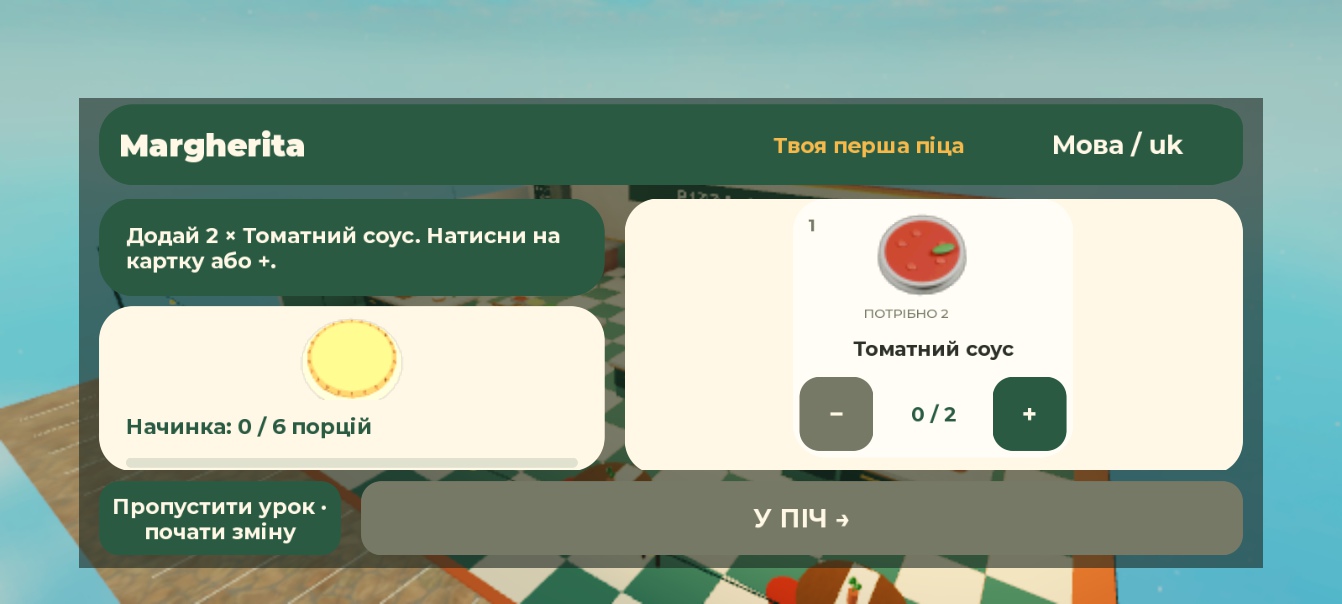 Margherita
Твоя перша піца
Мова / uk
Додай 2 × Томатний соус. Натисни на
картку або +.
1
ПОТРІБНО 2
Томатний соус
−
0 / 2
+
Начинка: 0 / 6 порцій
Пропустити урок ·
почати зміну
У ПІЧ →